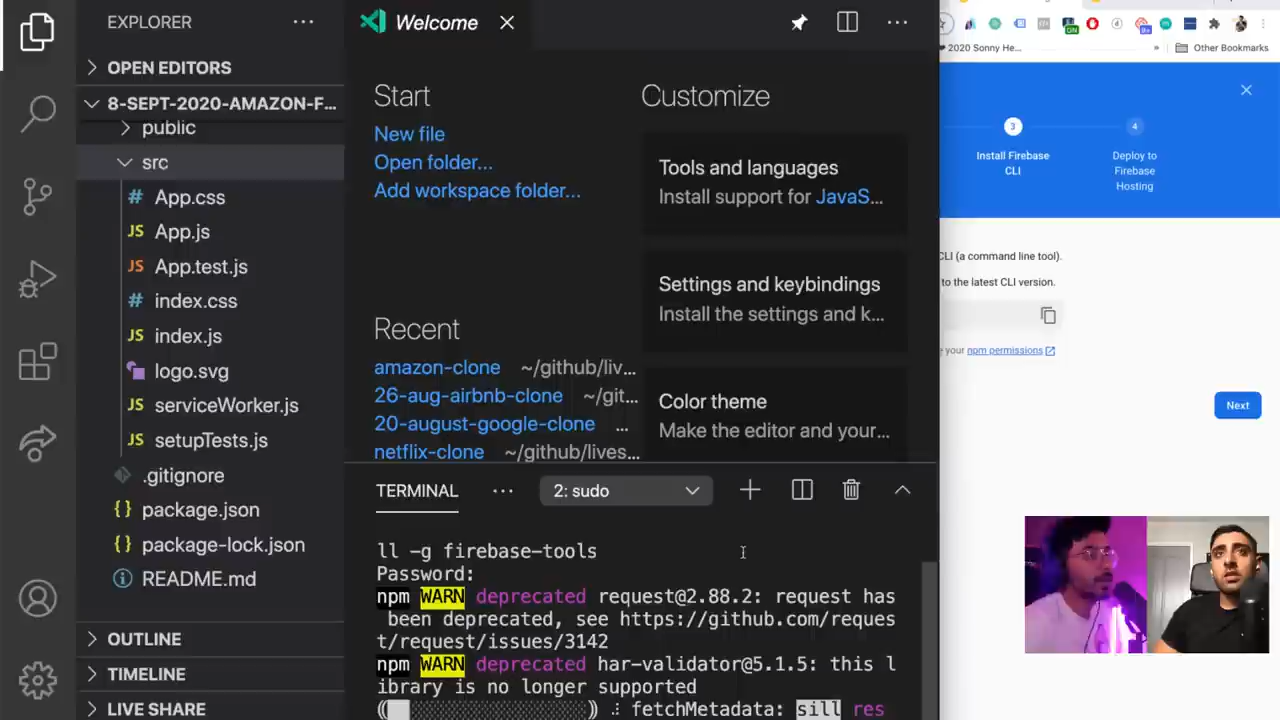 EXPLORER
OPEN EDITORS
8-SEPT-2020-AMAZON-F...
public
src
App.css
App.js
App.test.js
index.css
index.js
logo.svg
serviceWorker.js
setupTests.js
.gitignore
package.json
package-lock.json
README.md
OUTLINE
TIMELINE
LIVE SHARE
Welcome
Start
New file
Open folder...
Add workspace folder...
Recent
amazon-clone ~/github/liv...
26-aug-airbnb-clone ~/git...
20-august-google-clone ...
netflix-clone ~/github/lives...
Customize
Tools and languages
Install support for JavaS...
Settings and keybindings
Install the settings and k...
Color theme
Make the editor and your...
TERMINAL
2: sudo
ll -g firebase-tools
Password:
npm WARN deprecated request@2.88.2: request has
been deprecated, see https://github.com/reques
t/request/issues/3142
npm WARN deprecated har-validator@5.1.5: this l
ibrary is no longer supported
fetchMetadata: sill res
2020 Sonny He...
»
Other Bookmarks
3
Install Firebase
CLI
4
Deploy to
Firebase
Hosting
CLI (a command line tool).
to the latest CLI version.
your npm permissions
Next